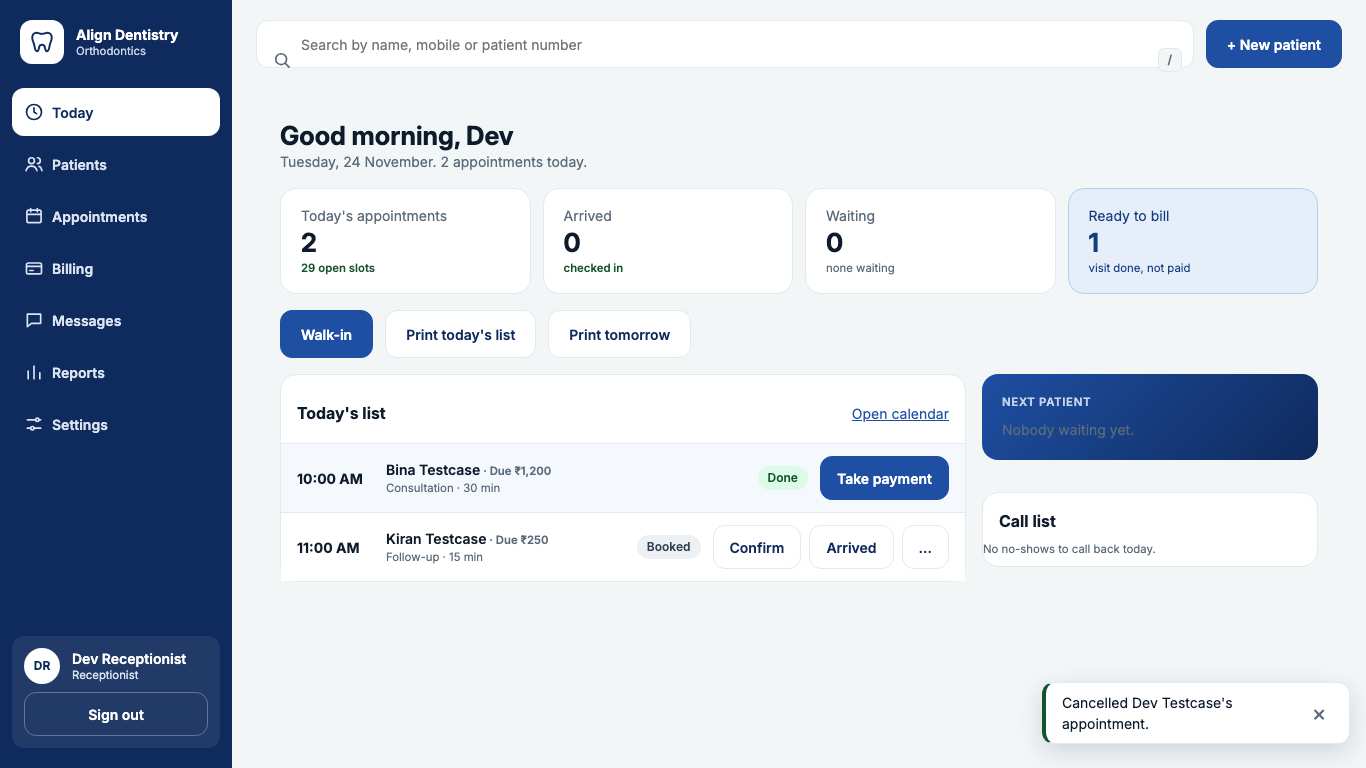 Align Dentistry
Orthodontics
Today
Patients
Appointments
Billing
Messages
Reports
Settings
DR
Dev Receptionist
Receptionist
Sign out
Search by name, mobile or patient number
/
+ New patient
Good morning, Dev
Tuesday, 24 November. 2 appointments today.
Today's appointments
2
29 open slots
Arrived
0
checked in
Waiting
0
none waiting
Ready to bill
1
visit done, not paid
Walk-in
Print today's list
Print tomorrow
Today's list
Open calendar
10:00 AM
Bina Testcase · Due ₹1,200
Consultation · 30 min
Done
Take payment
11:00 AM
Kiran Testcase · Due ₹250
Follow-up · 15 min
Booked
Confirm
Arrived
...
NEXT PATIENT
Nobody waiting yet.
Call list
No no-shows to call back today.
Cancelled Dev Testcase's
appointment.